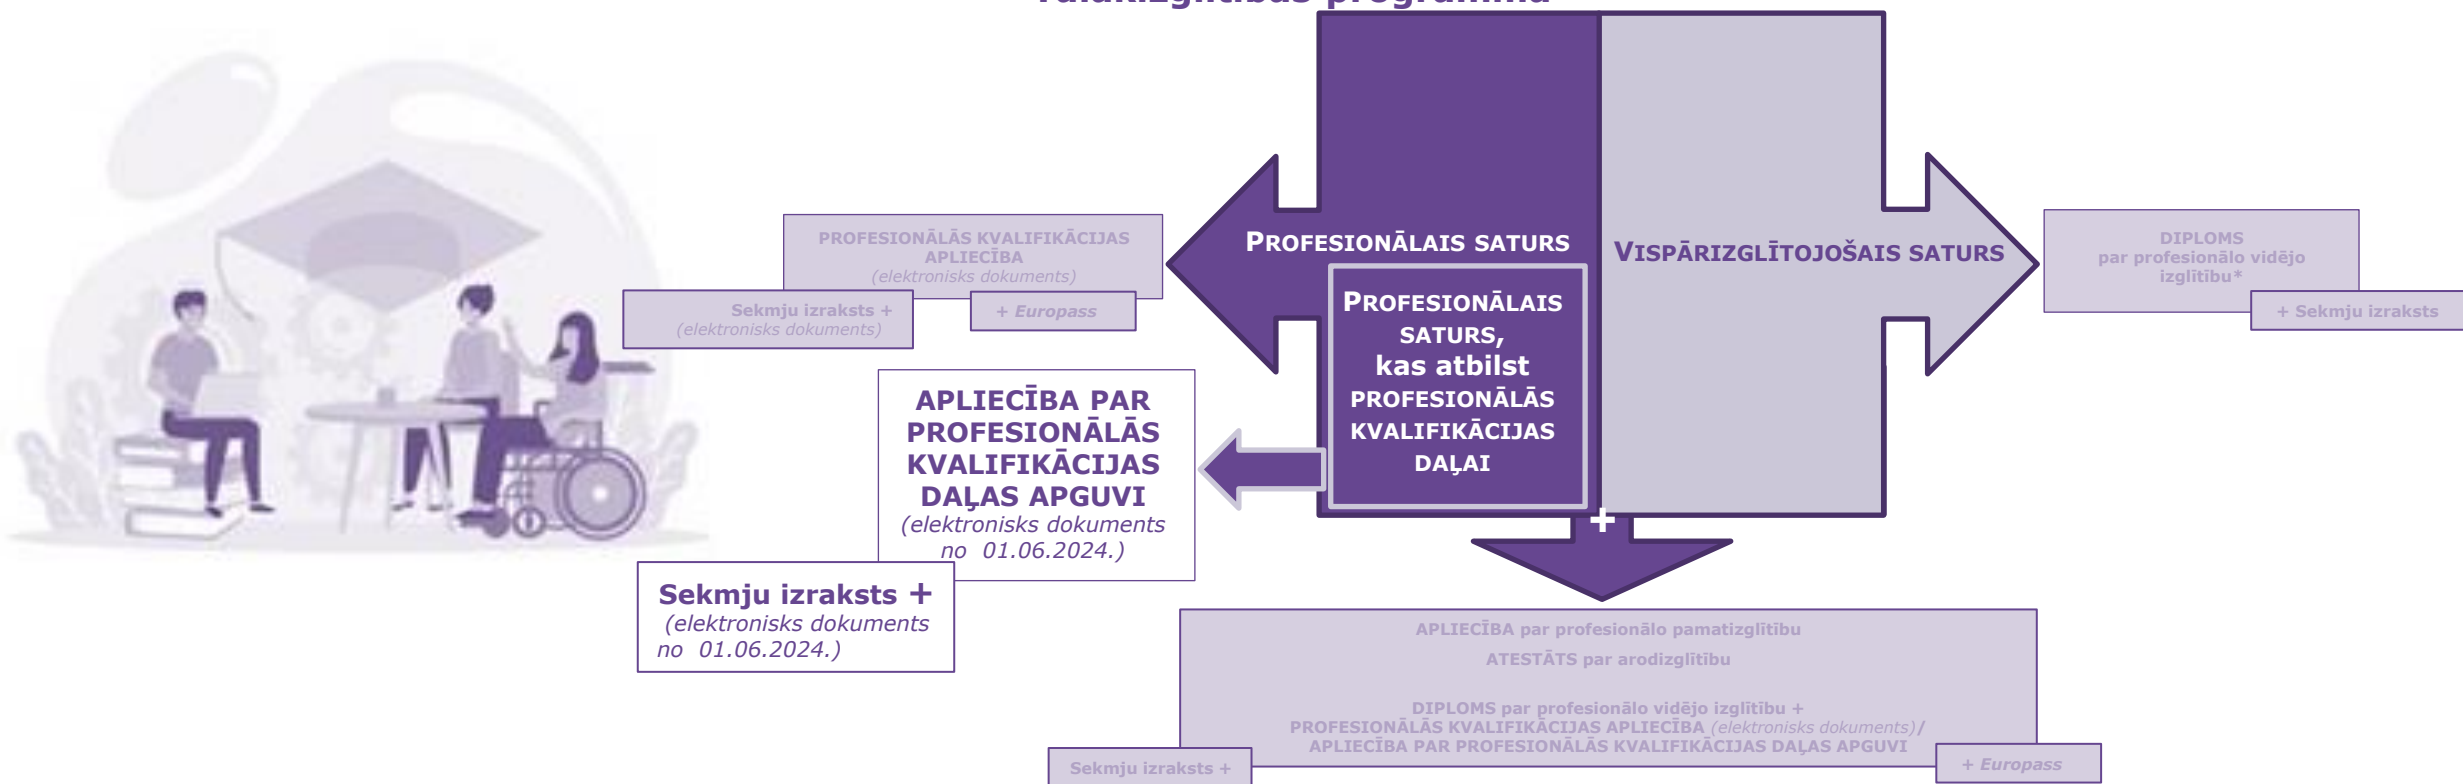 PROFESIONĀLĀS KVALIFIKĀCIJAS
APLIECĪBA
(elektronisks dokuments)
Sekmju izraksts +
(elektronisks dokuments)
+ Europass
PROFESIONĀLAIS SATURS
VISPĀRIZGLĪTOJOŠAIS SATURS
DIPLOMS
par profesionālo vidējo
izglītību*
+ Sekmju izraksts
PROFESIONĀLAIS
SATURS,
kas atbilst
PROFESIONĀLĀS
KVALIFIKĀCIJAS
DAĻAI
APLIECĪBA PAR
PROFESIONĀLĀS
KVALIFIKĀCIJAS
DAĻAS APGUVI
(elektronisks dokuments
no 01.06.2024.)
Sekmju izraksts +
(elektronisks dokuments
no 01.06.2024.)
+
APLIECĪBA par profesionālo pamatizglītību
ATESTĀTS par arodizglītību
DIPLOMS par profesionālo vidējo izglītību +
PROFESIONĀLĀS KVALIFIKĀCIJAS APLIECĪBA (elektronisks dokuments)/
APLIECĪBA PAR PROFESIONĀLĀS KVALIFIKĀCIJAS DAĻAS APGUVI
Sekmju izraksts +
+ Europass